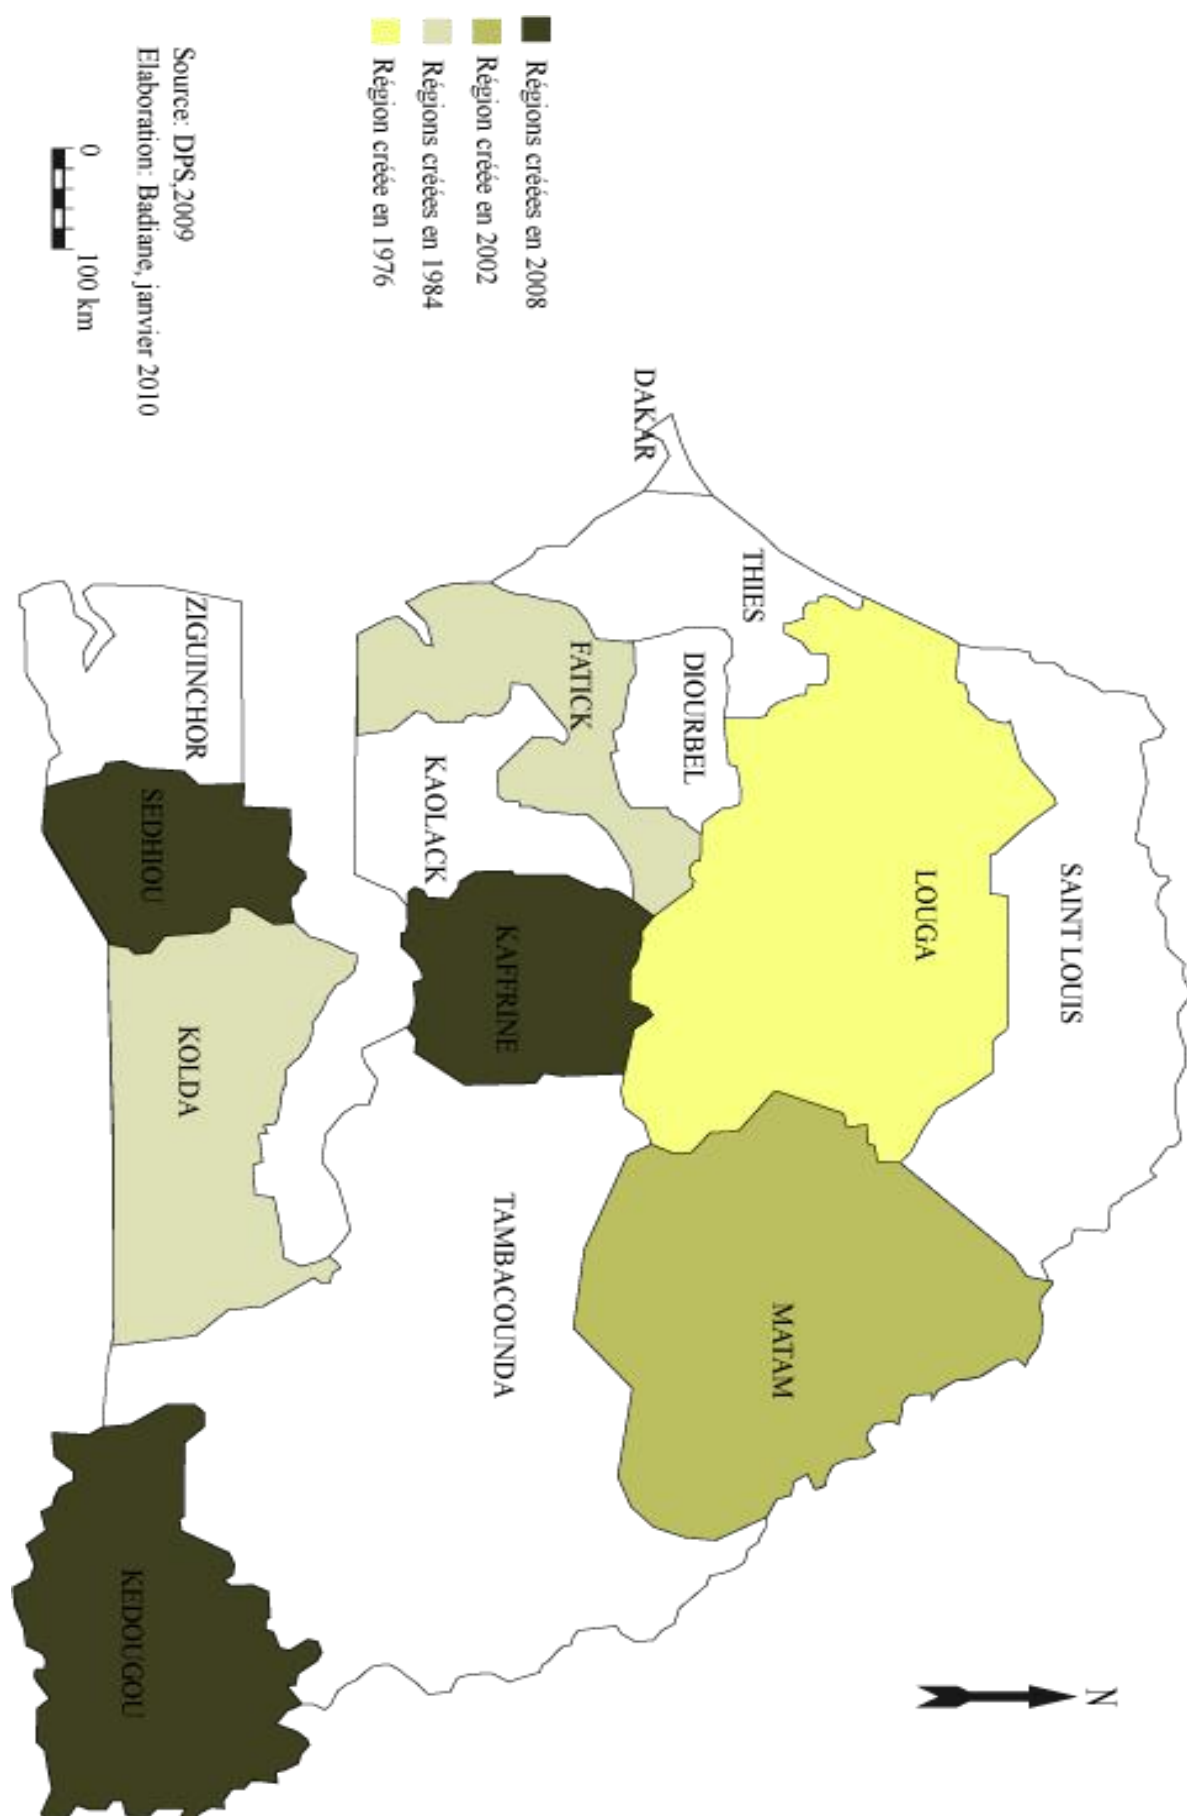 N
SAINT LOUIS
LOUGA
MATAM
THIES
DIOURBEL
DAKAR
FATICK
KAFFRINE
TAMBACOUNDA
KAOLACK
ZIGUINCHOR
KOLDA
SEDHIOU
KEDOUGOU
Régions créées en 2008
Région créée en 2002
Régions créées en 1984
Région créée en 1976
Source: DPS,2009
Elaboration: Badiane, janvier 2010
0 100 km